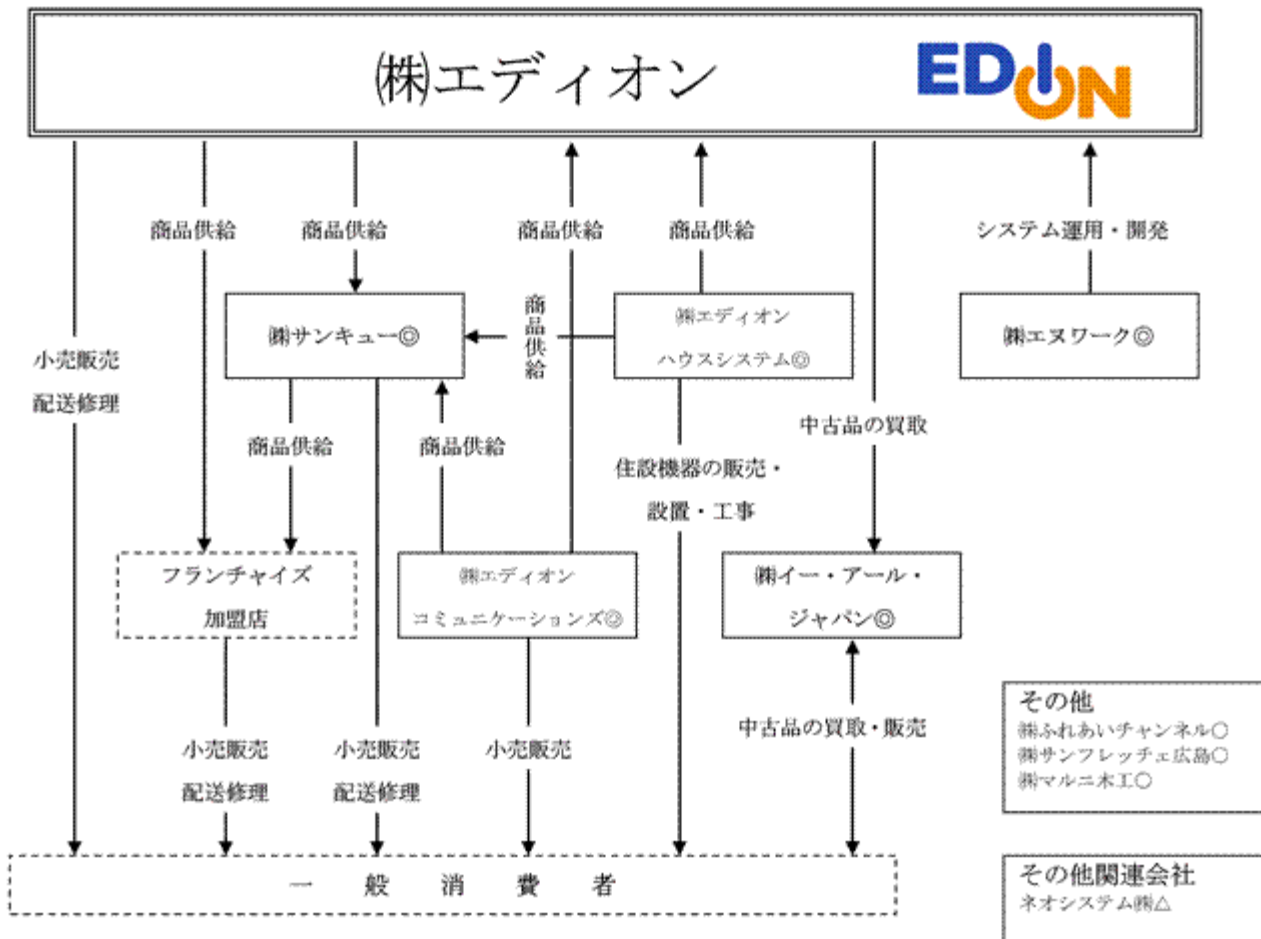 ㈱エディオン
EDION
商品供給
商品供給
商品供給
商品供給
システム運用・開発
小売販売
配送修理
㈱サンキュー◎
商品供給
㈱エディオン
ハウスシステム◎
㈱エヌワーク◎
商品供給
商品供給
住設機器の販売・
設置・工事
中古品の買取
フランチャイズ
加盟店
㈱エディオン
コミュニケーションズ◎
㈱イー・アール・
ジャパン◎
小売販売
配送修理
小売販売
配送修理
小売販売
中古品の買取・販売
その他
㈱ふれあいチャンネル○
㈱サンフレッチェ広島○
㈱マルニ木工○
一般消費者
その他関連会社
ネオシステム㈱△